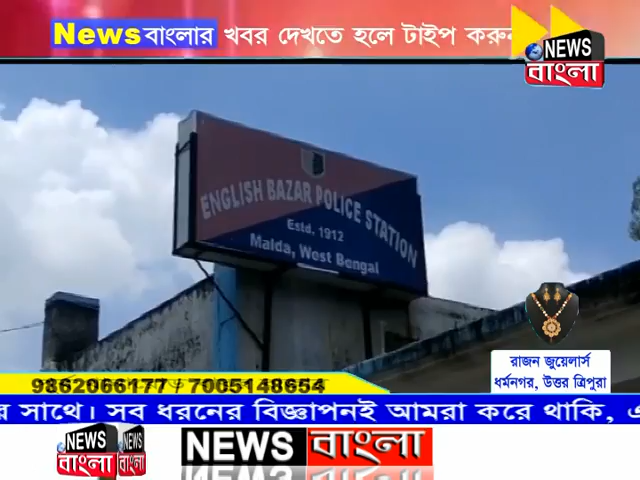 News বাংলার খবর দেখতে হলে টাইপ করুন
NEWS
বাংলা
ENGLISH BAZAR POLICE STATION
Estd. 1912
Malda, West Bengal
রাজন জুয়েলার্স
ধর্মনগর, উত্তর ত্রিপুরা
9862066177 / 7005148654
র সাথে। সব ধরনের বিজ্ঞাপনই আমরা করে থাকি, এ
NEWS
বাংলা
NEWS
বাংলা
NEWS বাংলা